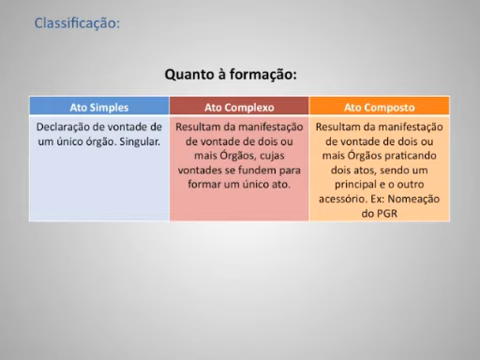 Classificação:
Quanto à formação:
Ato Simples
Declaração de vontade de
um único órgão. Singular.
Ato Complexo
Resultam da manifestação
de vontade de dois ou
mais Órgãos, cujas
vontades se fundem para
formar um único ato.
Ato Composto
Resultam da manifestação
de vontade de dois ou
mais Órgãos praticando
dois atos, sendo um
principal e o outro
acessório. Ex: Nomeação
do PGR